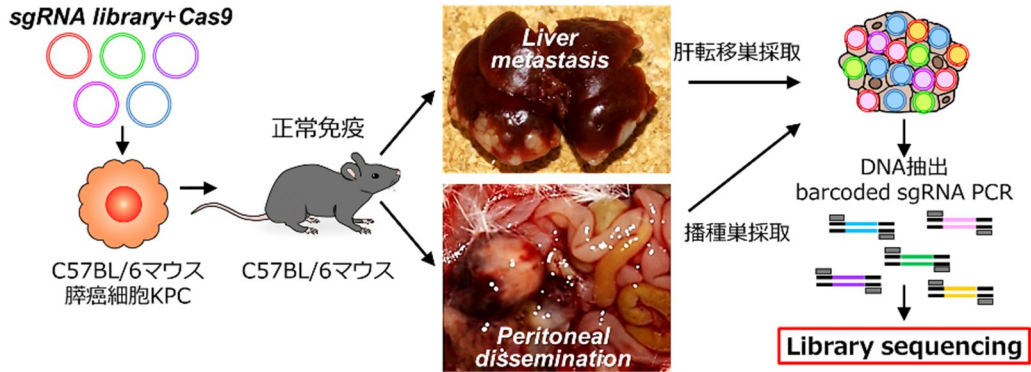 sgRNA library+Cas9
C57BL/6マウス
膵癌細胞KPC
正常免疫
C57BL/6マウス
Liver
metastasis
Peritoneal
dissemination
肝転移巣採取
播種巣採取
DNA抽出
barcoded sgRNA PCR
Library sequencing